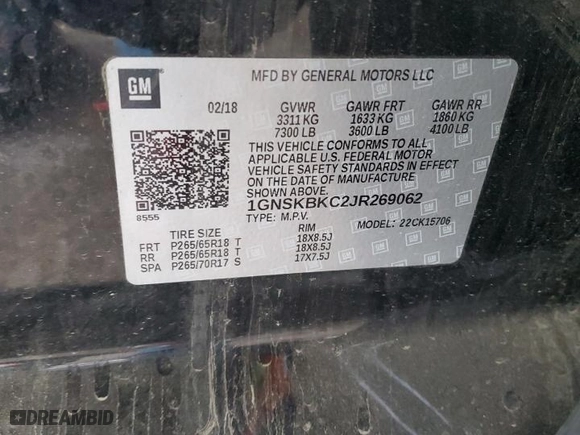 GM
MFD BY GENERAL MOTORS LLC
02/18 GVWR GAWR FRT GAWR RR
3311 KG 1633 KG 1860 KG
7300 LB 3600 LB 4100 LB
THIS VEHICLE CONFORMS TO ALL
APPLICABLE U.S. FEDERAL MOTOR
VEHICLE SAFETY STANDARDS IN EFFECT
ON THE DATE OF MANUFACTURE
SHOWN ABOVE.
8555
1GNSKBKC2JR269062
TYPE: M.P.V. MODEL: 22CK15706
TIRE SIZE RIM
FRT P265/65R18 T 18X8.5J
RR P265/65R18 T 18X8.5J
SPA P265/70R17 S 17X7.5J
DREAMBID